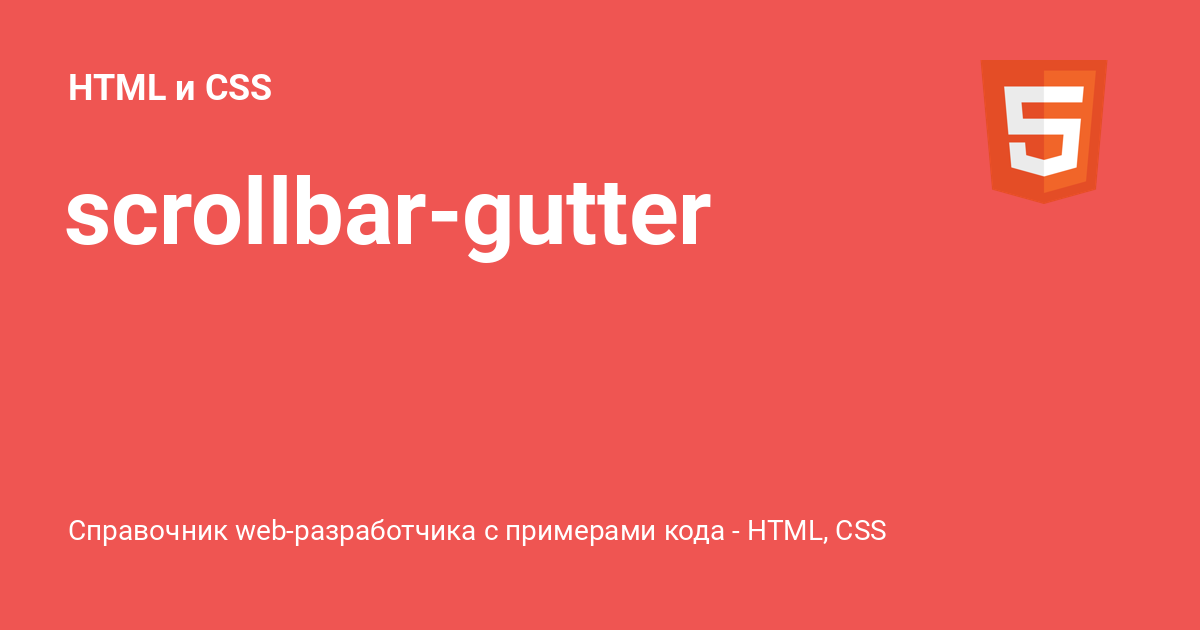 HTML и CSS
scrollbar-gutter
Справочник web-разработчика с примерами кода - HTML, CSS